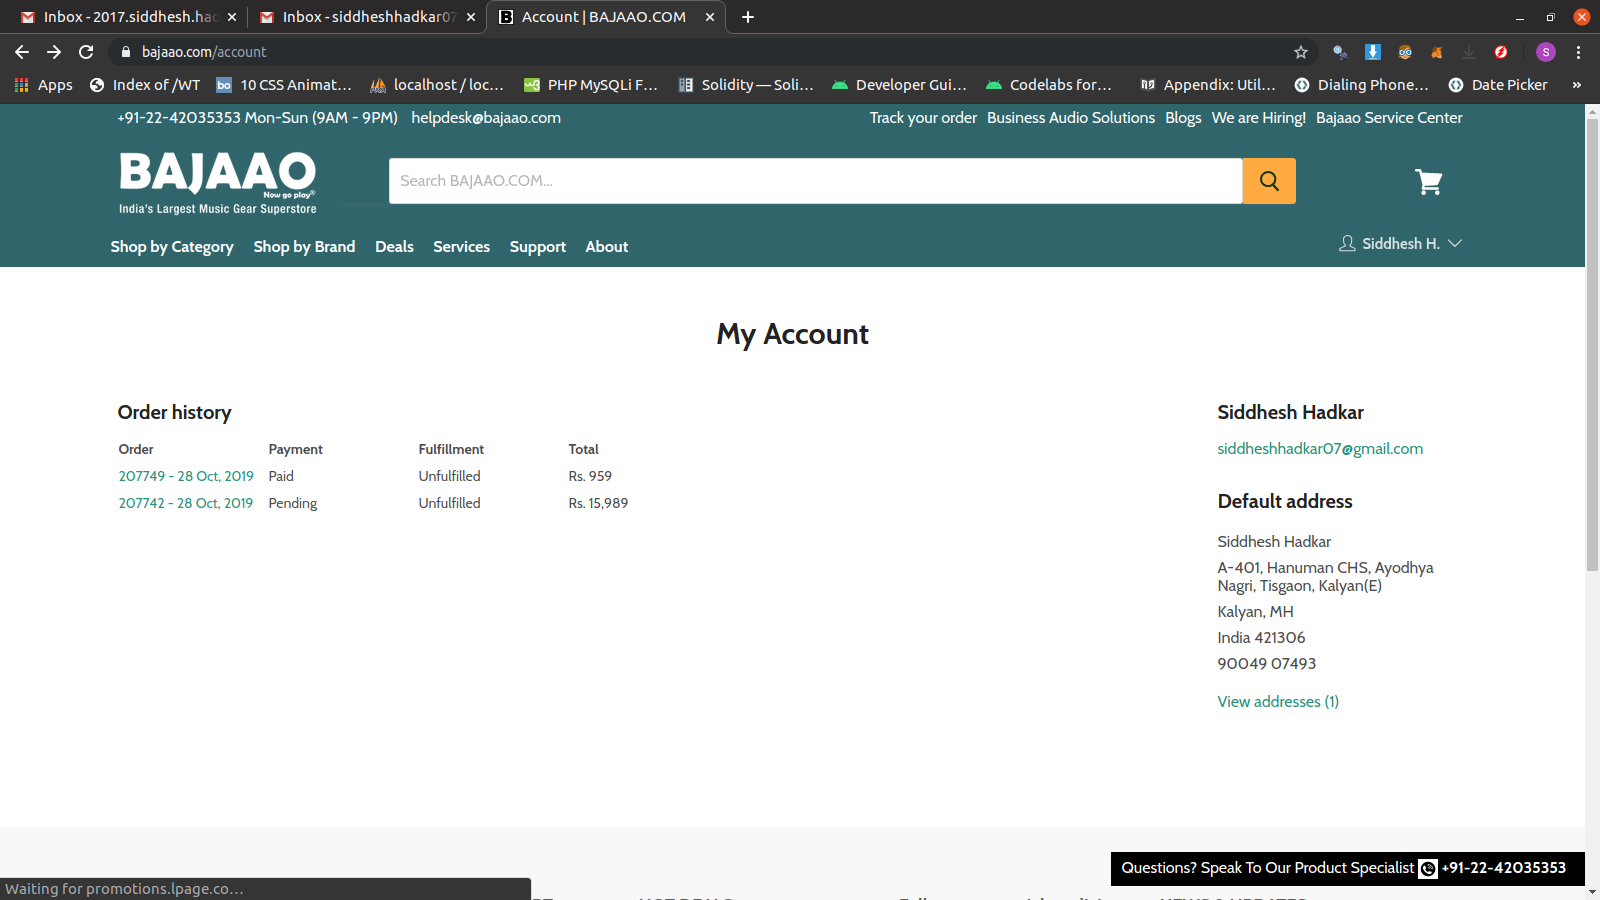 Inbox - 2017.siddhesh.had
Inbox - siddheshhadkar07
Account | BAJAAO.COM
bajaao.com/account
S
Apps
Index of /WT
bo 10 CSS Animat…
localhost / loc…
PHP MySQLi F…
Solidity — Soli…
Developer Gui…
Codelabs for…
Appendix: Util…
Dialing Phone…
Date Picker
»
+91-22-42035353 Mon-Sun (9AM - 9PM) helpdesk@bajaao.com
Track your order Business Audio Solutions Blogs We are Hiring! Bajaao Service Center
BAJAAO
Now go play®
India's Largest Music Gear Superstore
Search BAJAAO.COM...
Shop by Category Shop by Brand Deals Services Support About
Siddhesh H.
My Account
Order history
Order Payment Fulfillment Total
207749 - 28 Oct, 2019 Paid Unfulfilled Rs. 959
207742 - 28 Oct, 2019 Pending Unfulfilled Rs. 15,989
Siddhesh Hadkar
siddheshhadkar07@gmail.com
Default address
Siddhesh Hadkar
A-401, Hanuman CHS, Ayodhya
Nagri, Tisgaon, Kalyan(E)
Kalyan, MH
India 421306
90049 07493
View addresses (1)
Questions? Speak To Our Product Specialist +91-22-42035353
Waiting for promotions.lpage.co…